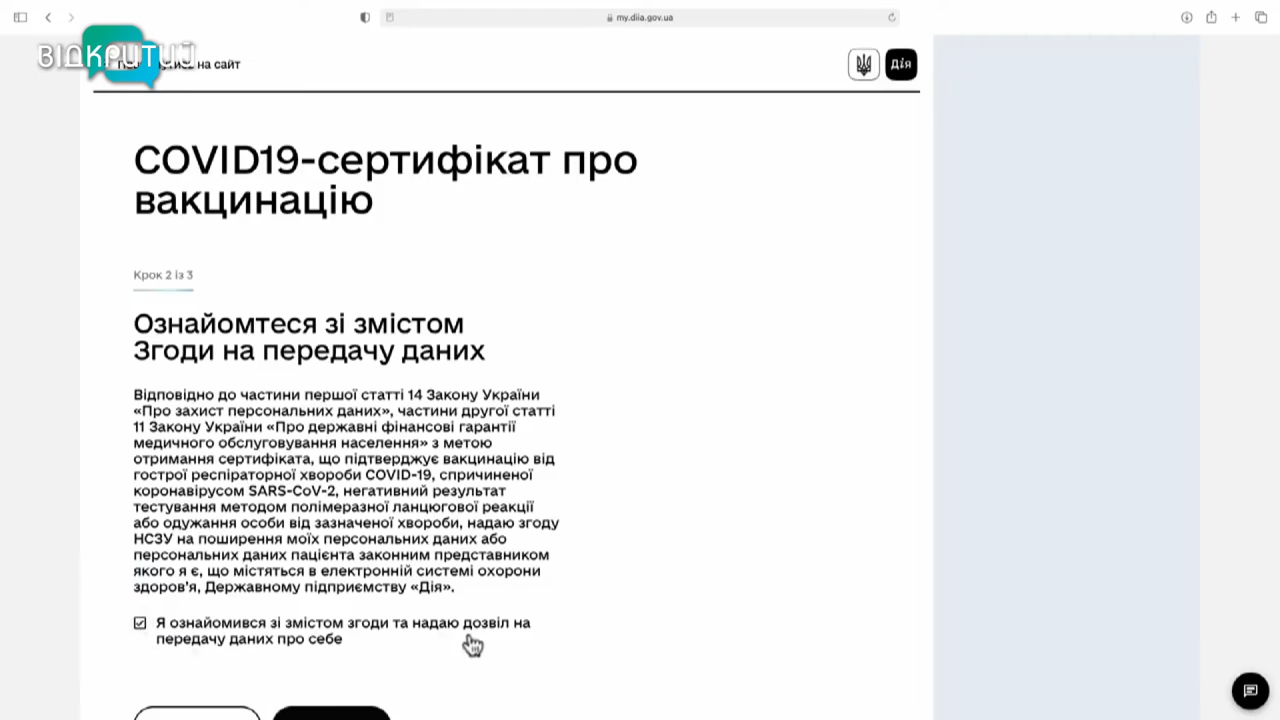 my.diia.gov.ua
ВІДКРИТИЙ
на сайт
Дія
COVID19-сертифікат про
вакцинацію
Крок 2 із 3
Ознайомтеся зі змістом
Згоди на передачу даних
Відповідно до частини першої статті 14 Закону України
«Про захист персональних даних», частини другої статті
11 Закону України «Про державні фінансові гарантії
медичного обслуговування населення» з метою
отримання сертифіката, що підтверджує вакцинацію від
гострої респіраторної хвороби COVID-19, спричиненої
коронавірусом SARS-CoV-2, негативний результат
тестування методом полімеразної ланцюгової реакції
або одужання особи від зазначеної хвороби, надаю згоду
НСЗУ на поширення моїх персональних даних або
персональних даних пацієнта законним представником
якого я є, що містяться в електронній системі охорони
здоров’я, Державному підприємству «Дія».
Я ознайомився зі змістом згоди та надаю дозвіл на
передачу даних про себе